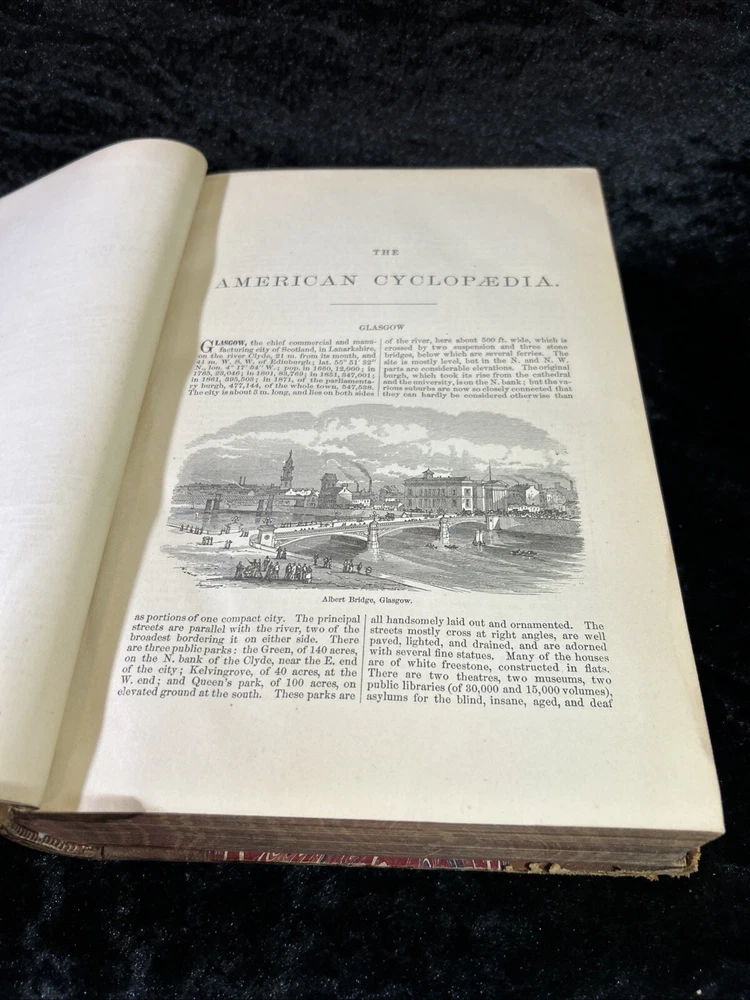 THE
AMERICAN CYCLOPÆDIA.
GLASGOW
GLASGOW, the chief commercial and manu-
facturing city of Scotland, in Lanarkshire,
on the river Clyde, 21 m. from its mouth, and
41 m. W. S. W. of Edinburgh; lat. 55° 51' 22"
N., lon. 4° 17' 54" W.; pop. in 1660, 12,000; in
1765, 28,046; in 1801, 83,769; in 1851, 347,001;
in 1861, 395,503; in 1871, of the parliamenta-
ry burgh, 477,144, of the whole town, 547,538.
The city is about 5 m. long, and lies on both sides
of the river, here about 500 ft. wide, which is
crossed by two suspension and three stone
bridges, below which are several ferries. The
site is mostly level, but in the N. and N. W.
parts are considerable elevations. The original
burgh, which took its rise from the cathedral
and the university, is on the N. bank; but the va-
rious suburbs are now so closely connected that
they can hardly be considered otherwise than
Albert Bridge, Glasgow.
as portions of one compact city. The principal
streets are parallel with the river, two of the
broadest bordering it on either side. There
are three public parks: the Green, of 140 acres,
on the N. bank of the Clyde, near the E. end
of the city; Kelvingrove, of 40 acres, at the
W. end; and Queen's park, of 100 acres, on
elevated ground at the south. These parks are
all handsomely laid out and ornamented. The
streets mostly cross at right angles, are well
paved, lighted, and drained, and are adorned
with several fine statues. Many of the houses
are of white freestone, constructed in flats.
There are two theatres, two museums, two
public libraries (of 30,000 and 15,000 volumes),
asylums for the blind, insane, aged, and deaf